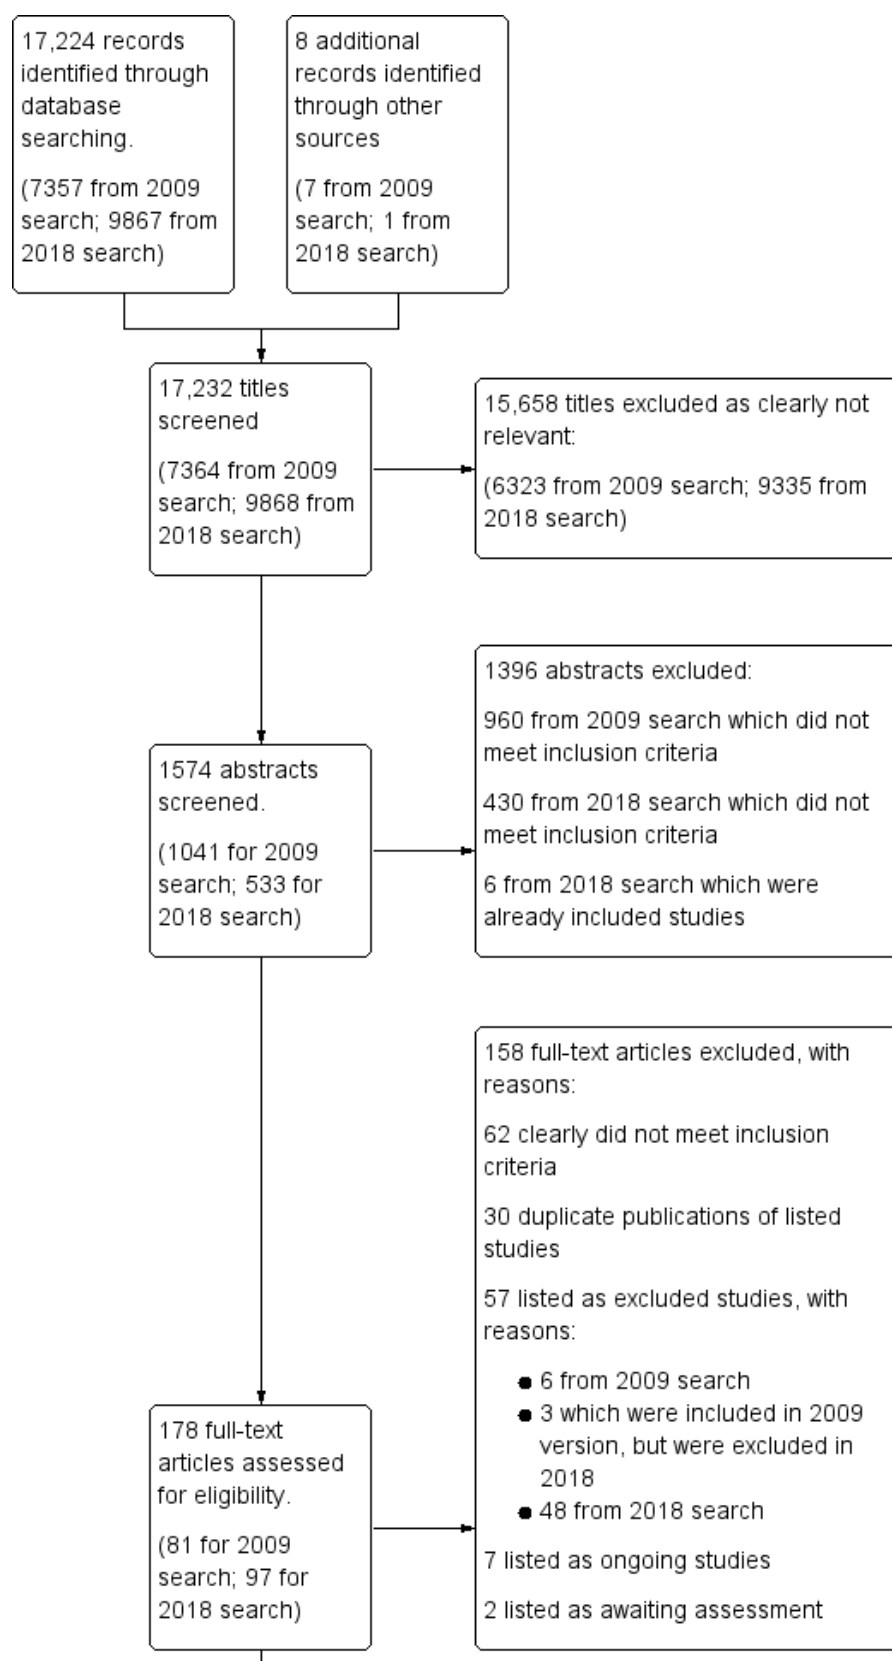 17,224 records
identified through
database
searching.
(7357 from 2009
search; 9867 from
2018 search)
8 additional
records identified
through other
sources
(7 from 2009
search; 1 from
2018 search)
17,232 titles
screened
(7364 from 2009
search; 9868 from
2018 search)
15,658 titles excluded as clearly not
relevant:
(6323 from 2009 search; 9335 from
2018 search)
1574 abstracts
screened.
(1041 for 2009
search; 533 for
2018 search)
1396 abstracts excluded:
960 from 2009 search which did not
meet inclusion criteria
430 from 2018 search which did not
meet inclusion criteria
6 from 2018 search which were
already included studies
178 full-text
articles assessed
for eligibility.
(81 for 2009
search; 97 for
2018 search)
158 full-text articles excluded, with
reasons:
62 clearly did not meet inclusion
criteria
30 duplicate publications of listed
studies
57 listed as excluded studies, with
reasons:
● 6 from 2009 search
● 3 which were included in 2009
version, but were excluded in
2018
● 48 from 2018 search
7 listed as ongoing studies
2 listed as awaiting assessment